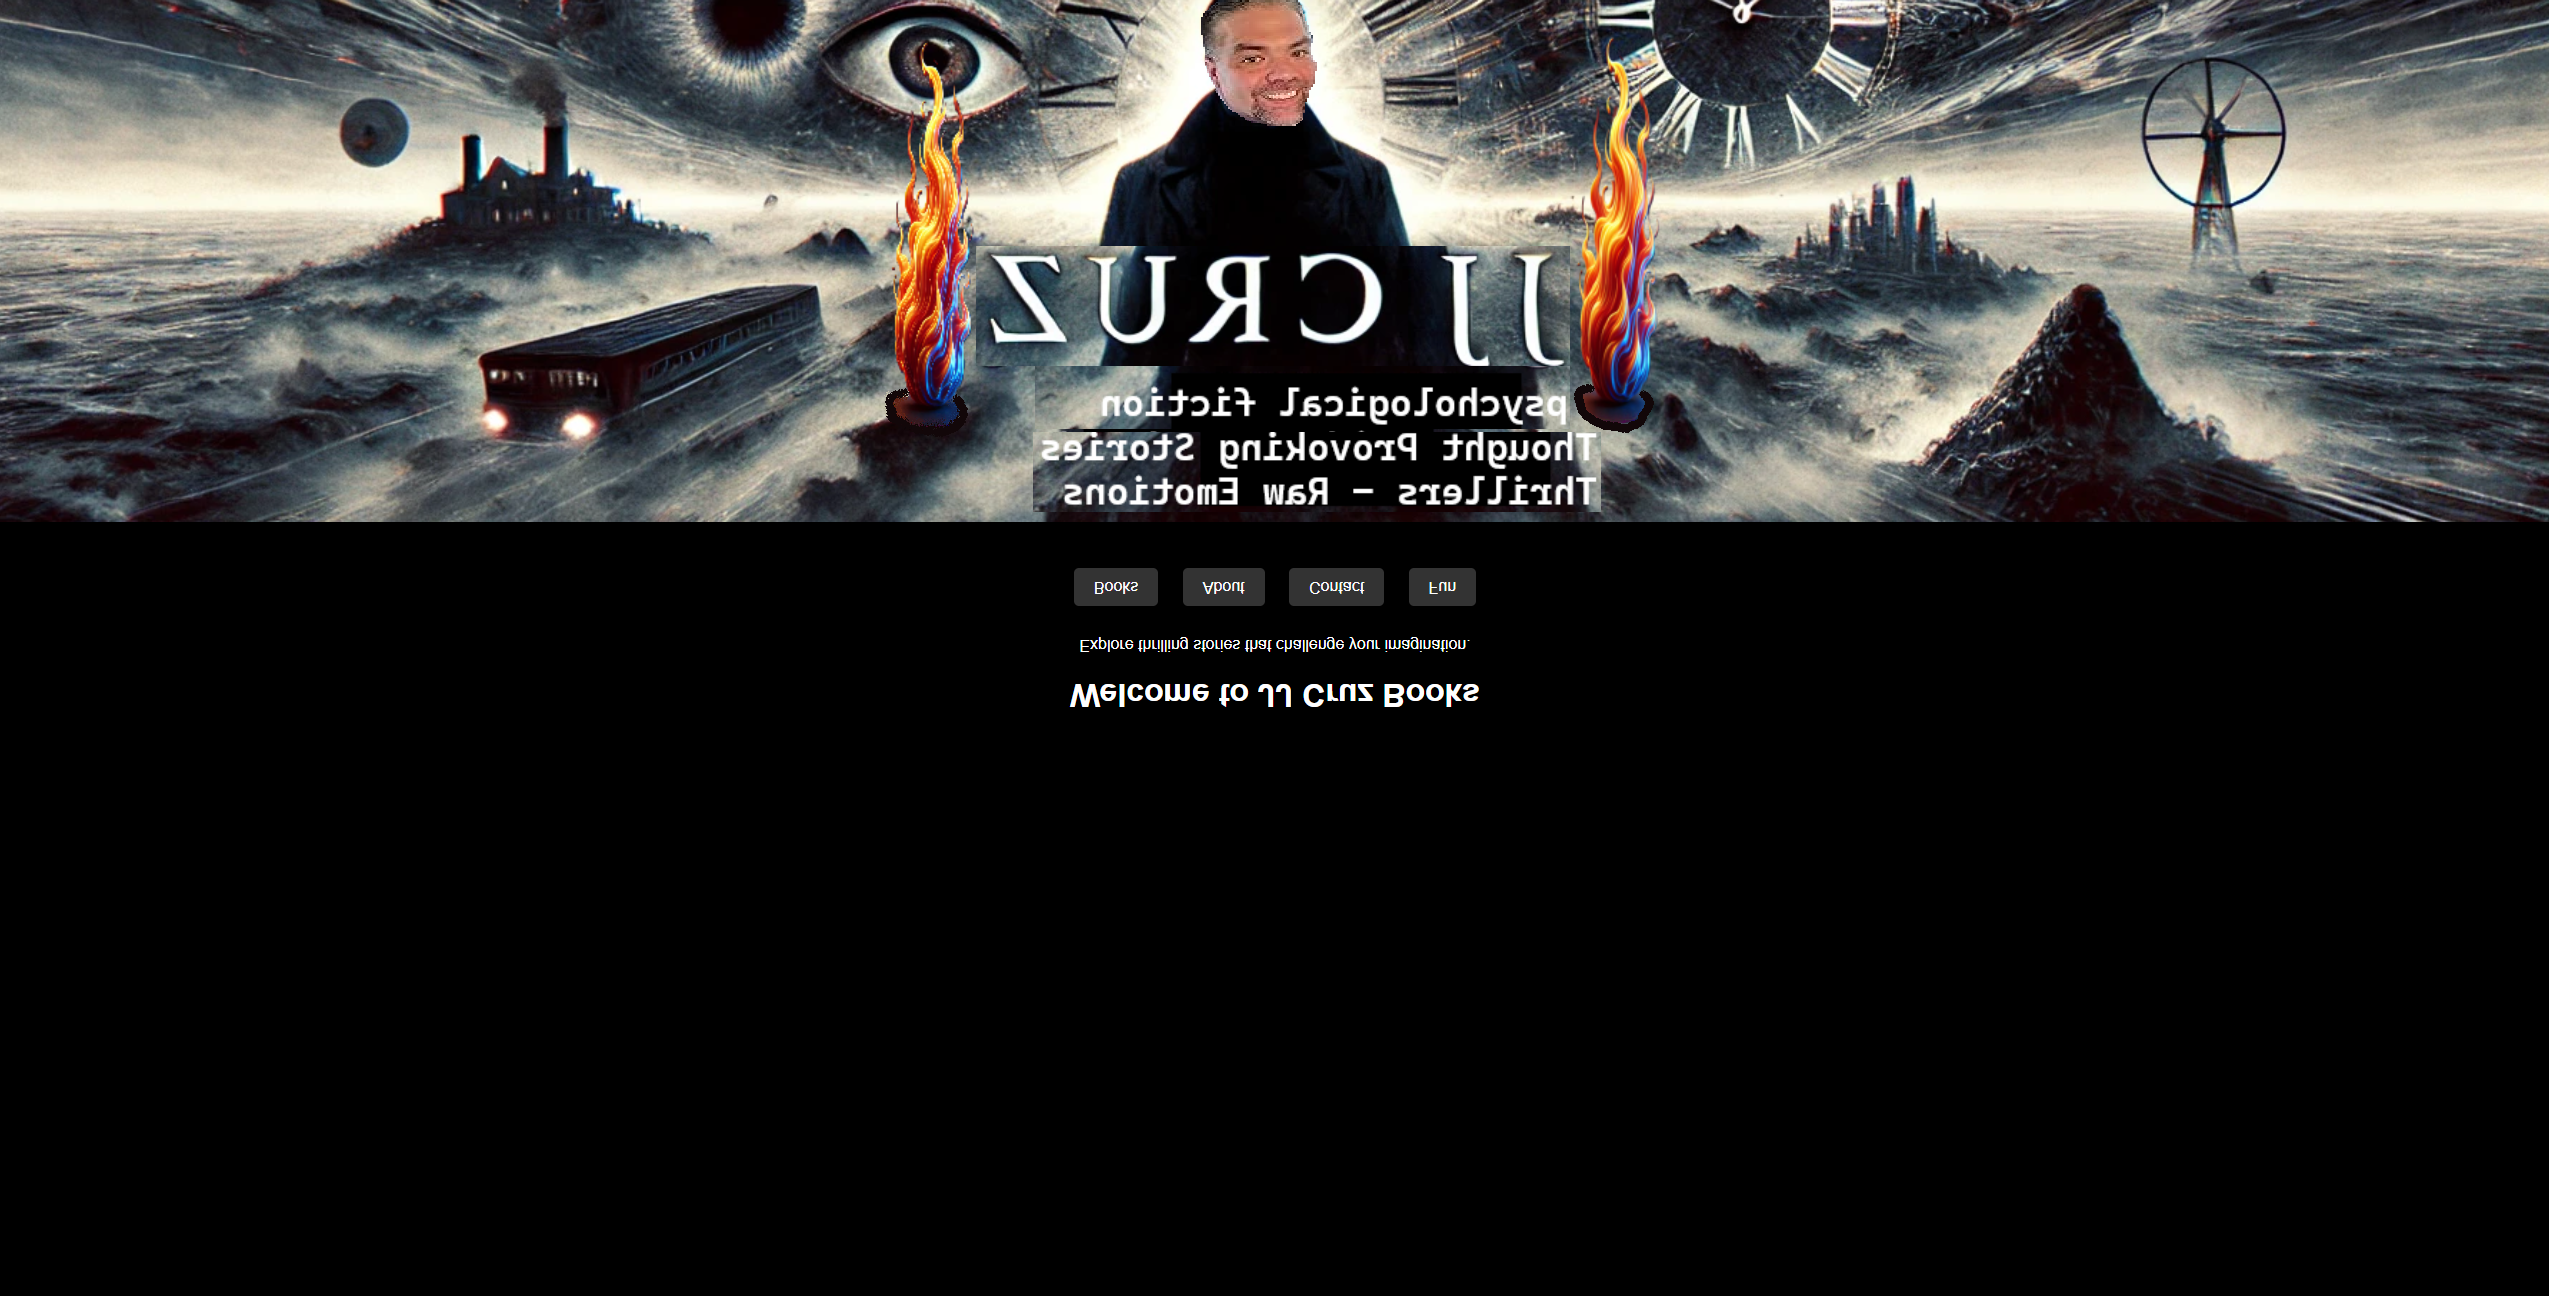 JJ CRUZ
psychological fiction
Thought Provoking Stories
Thrillers - Raw Emotions
Books About Contact Fun
Explore thrilling stories that challenge your imagination.
Welcome to JJ Cruz Books